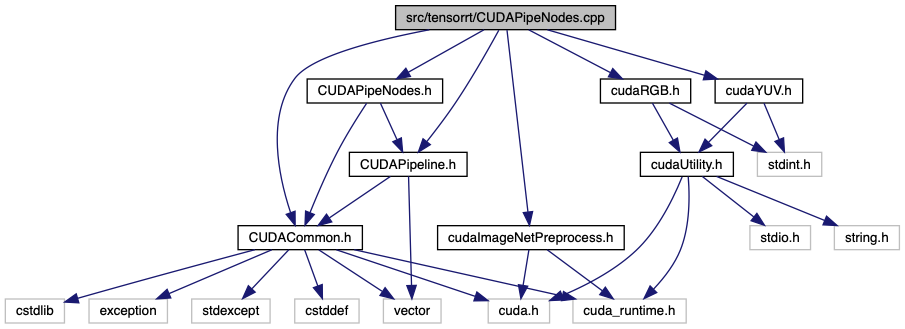 src/tensorrt/CUDAPipeNodes.cpp
CUDAPipeNodes.h
cudaRGB.h
cudaYUV.h
CUDAPipeline.h
cudaUtility.h
stdint.h
CUDACommon.h
cudaImageNetPreprocess.h
stdio.h
string.h
cstdlib
exception
stdexcept
cstddef
vector
cuda.h
cuda_runtime.h